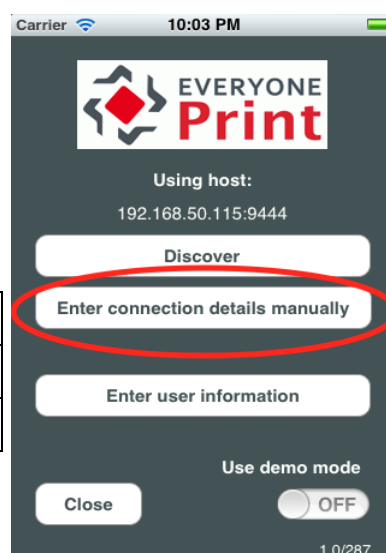 Carrier 10:03 PM
EVERYONE
Print
Using host:
192.168.50.115:9444
Discover
Enter connection details manually
Enter user information
Use demo mode
Close OFF
1.0/287